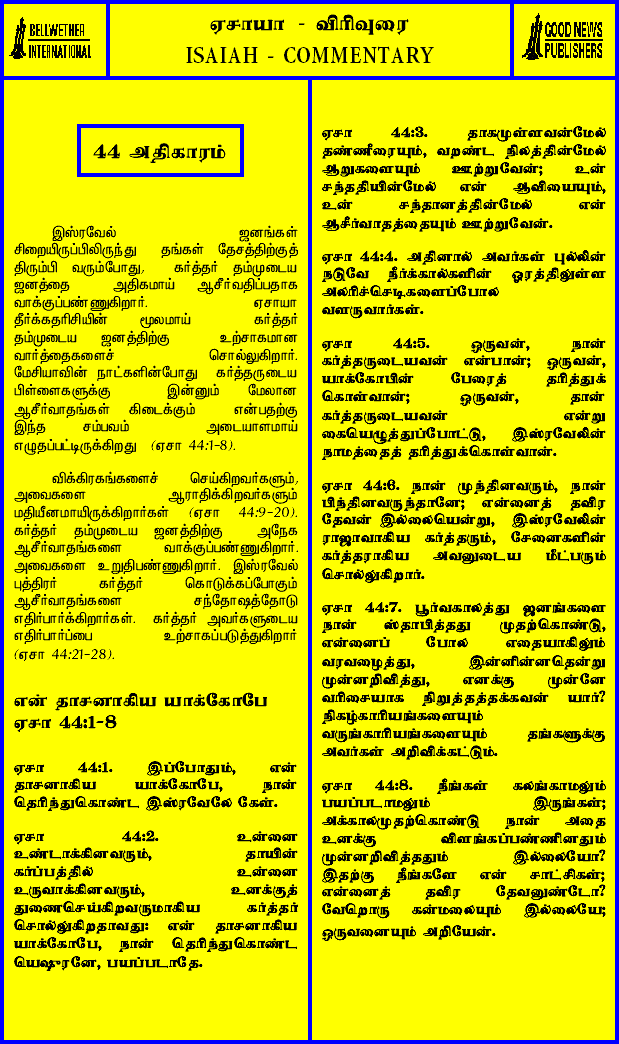 BELLWETHER
INTERNATIONAL
ஏசாயா - விரிவுரை
ISAIAH - COMMENTARY
GOOD NEWS
PUBLISHERS
44 அதிகாரம்
இஸ்ரவேல் ஜனங்கள்
சிறையிருப்பிலிருந்து தங்கள் தேசத்திற்குத்
திரும்பி வரும்போது, கர்த்தர் தம்முடைய
ஜனத்தை அதிகமாய் ஆசீர்வதிப்பதாக
வாக்குப்பண்ணுகிறார். ஏசாயா
தீர்க்கதரிசியின் மூலமாய் கர்த்தர்
தம்முடைய ஜனத்திற்கு உற்சாகமான
வார்த்தைகளைச் சொல்லுகிறார்.
மேசியாவின் நாட்களின்போது கர்த்தருடைய
பிள்ளைகளுக்கு இன்னும் மேலான
ஆசீர்வாதங்கள் கிடைக்கும் என்பதற்கு
இந்த சம்பவம் அடையாளமாய்
எழுதப்பட்டிருக்கிறது (ஏசா 44:1-8).
விக்கிரகங்களைச் செய்கிறவர்களும்,
அவைகளை ஆராதிக்கிறவர்களும்
மதியீனமாயிருக்கிறார்கள் (ஏசா 44:9-20).
கர்த்தர் தம்முடைய ஜனத்திற்கு அநேக
ஆசீர்வாதங்களை வாக்குப்பண்ணுகிறார்.
அவைகளை உறுதிபண்ணுகிறார். இஸ்ரவேல்
புத்திரர் கர்த்தர் கொடுக்கப்போகும்
ஆசீர்வாதங்களை சந்தோஷத்தோடு
எதிர்பார்க்கிறார்கள். கர்த்தர் அவர்களுடைய
எதிர்பார்ப்பை உற்சாகப்படுத்துகிறார்
(ஏசா 44:21-28).
என் தாசனாகிய யாக்கோபே
ஏசா 44:1-8
ஏசா 44:1. இப்போதும், என்
தாசனாகிய யாக்கோபே, நான்
தெரிந்துகொண்ட இஸ்ரவேலே கேள்.
ஏசா 44:2. உன்னை
உண்டாக்கினவரும், தாயின்
கர்ப்பத்தில் உன்னை
உருவாக்கினவரும், உனக்குத்
துணைசெய்கிறவருமாகிய கர்த்தர்
சொல்லுகிறதாவது: என் தாசனாகிய
யாக்கோபே, நான் தெரிந்துகொண்ட
யெஷுரனே, பயப்படாதே.
ஏசா 44:3. தாகமுள்ளவன்மேல்
தண்ணீரையும், வறண்ட நிலத்தின்மேல்
ஆறுகளையும் ஊற்றுவேன்; உன்
சந்ததியின்மேல் என் ஆவியையும்,
உன் சந்தானத்தின்மேல் என்
ஆசீர்வாதத்தையும் ஊற்றுவேன்.
ஏசா 44:4. அதினால் அவர்கள் புல்லின்
நடுவே நீர்க்கால்களின் ஓரத்திலுள்ள
அலரிச்செடிகளைப்போல
வளருவார்கள்.
ஏசா 44:5. ஒருவன், நான்
கர்த்தருடையவன் என்பான்; ஒருவன்,
யாக்கோபின் பேரைத் தரித்துக்
கொள்வான்; ஒருவன், தான்
கர்த்தருடையவன் என்று
கையெழுத்துப்போட்டு, இஸ்ரவேலின்
நாமத்தைத் தரித்துக்கொள்வான்.
ஏசா 44:6. நான் முந்தினவரும், நான்
பிந்தினவருந்தானே; என்னைத் தவிர
தேவன் இல்லையென்று, இஸ்ரவேலின்
ராஜாவாகிய கர்த்தரும், சேனைகளின்
கர்த்தராகிய அவனுடைய மீட்பரும்
சொல்லுகிறார்.
ஏசா 44:7. பூர்வகாலத்து ஜனங்களை
நான் ஸ்தாபித்தது முதற்கொண்டு,
என்னைப் போல எதையாகிலும்
வரவழைத்து, இன்னின்னதென்று
முன்னறிவித்து, எனக்கு முன்னே
வரிசையாக நிறுத்தத்தக்கவன் யார்?
நிகழ்காரியங்களையும்
வருங்காரியங்களையும் தங்களுக்கு
அவர்கள் அறிவிக்கட்டும்.
ஏசா 44:8. நீங்கள் கலங்காமலும்
பயப்படாமலும் இருங்கள்;
அக்காலமுதற்கொண்டு நான் அதை
உனக்கு விளங்கப்பண்ணினதும்
முன்னறிவித்ததும் இல்லையோ?
இதற்கு நீங்களே என் சாட்சிகள்;
என்னைத் தவிர தேவனுண்டோ?
வேறொரு கன்மலையும் இல்லையே;
ஒருவனையும் அறியேன்.